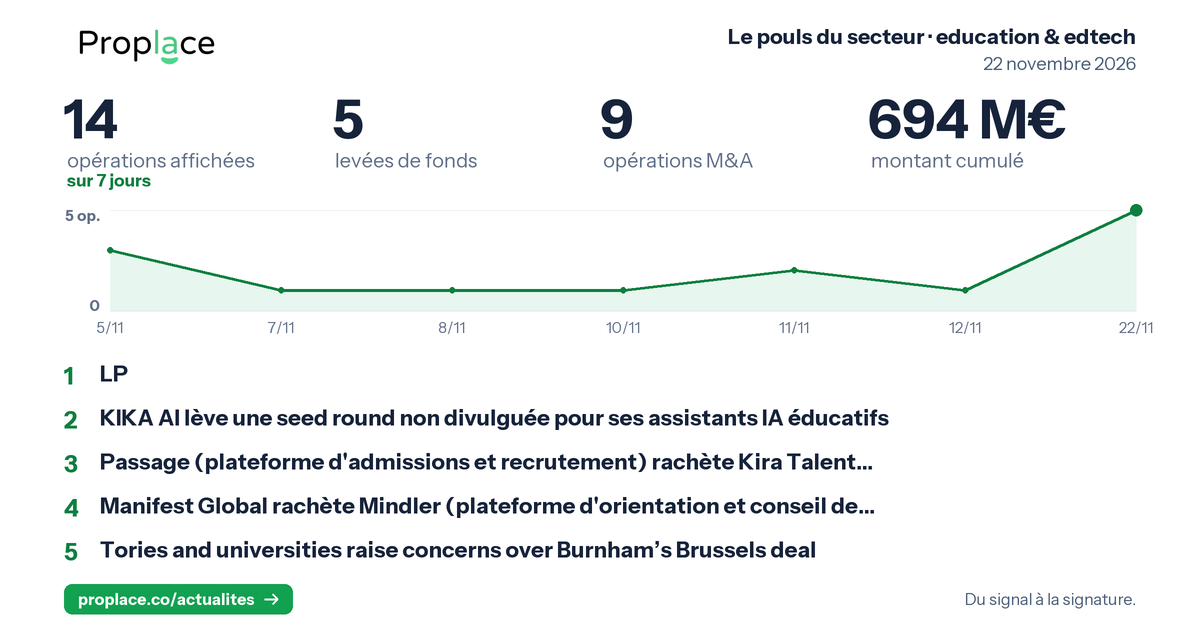 Proplace
Le pouls du secteur · education & edtech
22 novembre 2026
14
opérations affichées
sur 7 jours
5
levées de fonds
9
opérations M&A
694 M€
montant cumulé
5 op.
0
5/11 7/11 8/11 10/11 11/11 12/11 22/11
1 LP
2 KIKA AI lève une seed round non divulguée pour ses assistants IA éducatifs
3 Passage (plateforme d'admissions et recrutement) rachète Kira Talent...
4 Manifest Global rachète Mindler (plateforme d'orientation et conseil de...
5 Tories and universities raise concerns over Burnham’s Brussels deal
proplace.co/actualites →
Du signal à la signature.